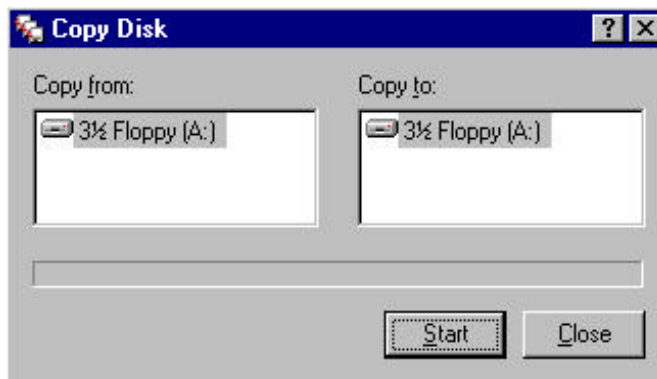 Copy Disk
Copy from:
Copy to:
3½ Floppy (A:)
3½ Floppy (A:)
Start
Close